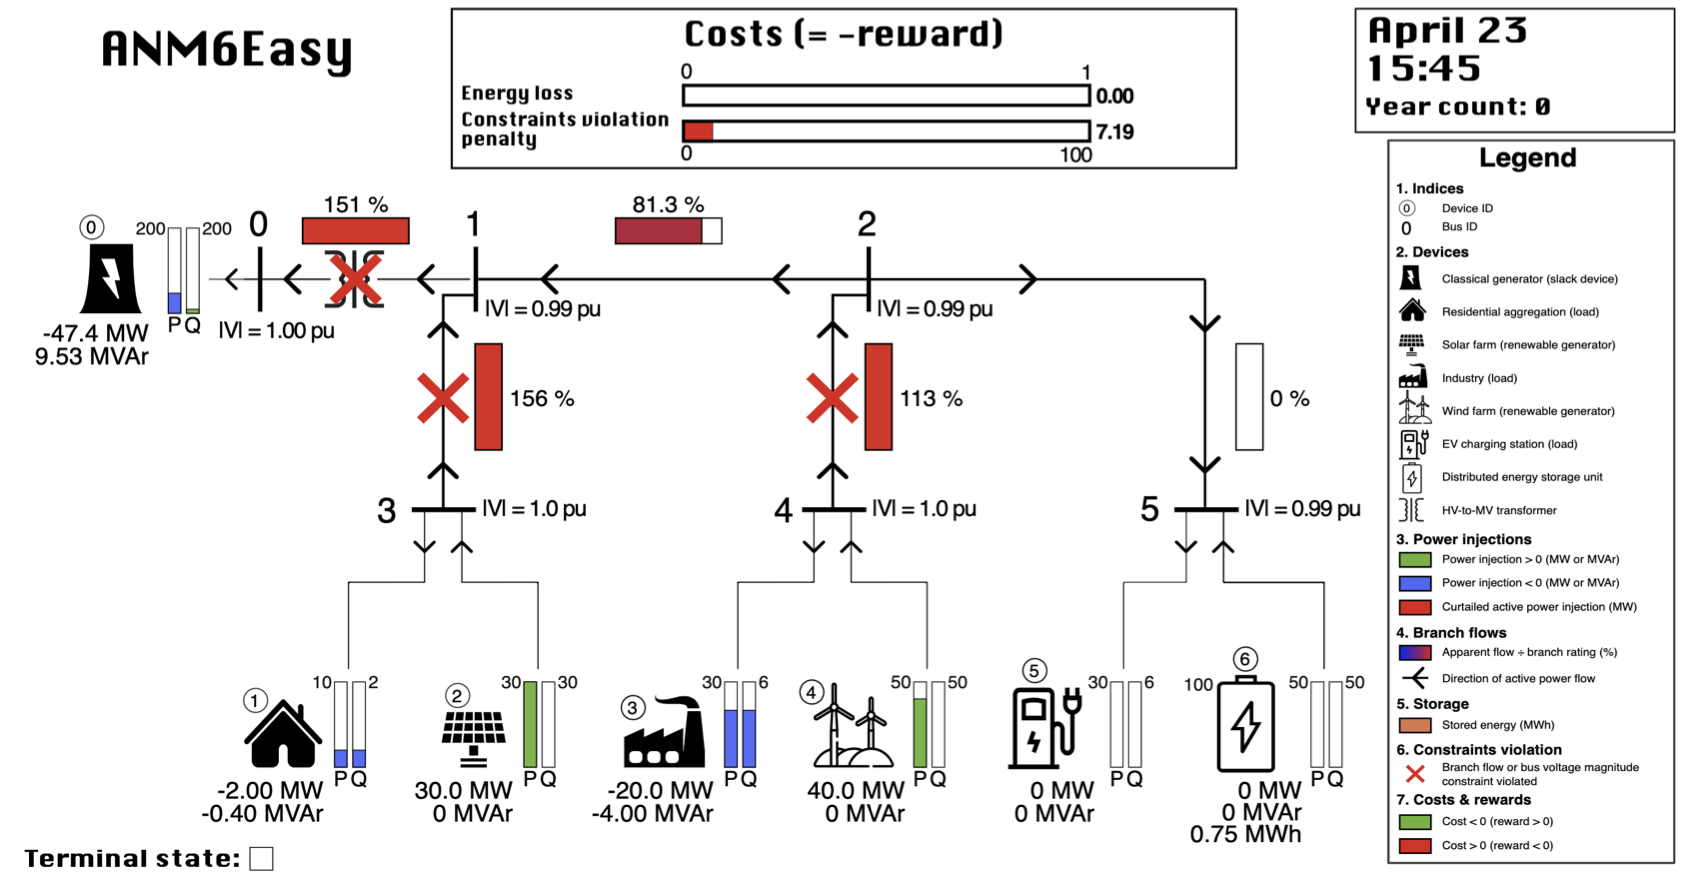 ANM6Easy
Costs (= -reward)
0 1
Energy loss 0.00
Constraints violation
penalty 7.19
0 100
April 23
15:45
Year count: 0
Legend
1. Indices
0 Device ID
0 Bus ID
2. Devices
Classical generator (slack device)
Residential aggregation (load)
Solar farm (renewable generator)
Industry (load)
Wind farm (renewable generator)
EV charging station (load)
Distributed energy storage unit
HV-to-MV transformer
3. Power injections
Power injection > 0 (MW or MVAr)
Power injection < 0 (MW or MVAr)
Curtailed active power injection (MW)
4. Branch flows
Apparent flow ÷ branch rating (%)
Direction of active power flow
5. Storage
Stored energy (MWh)
6. Constraints violation
Branch flow or bus voltage magnitude
constraint violated
7. Costs & rewards
Cost < 0 (reward > 0)
Cost > 0 (reward < 0)
151 % 81.3 %
0 200 200 0 1 2
|V| = 0.99 pu |V| = 0.99 pu
P Q |V| = 1.00 pu
-47.4 MW
9.53 MVAr
156 % 113 % 0 %
3 |V| = 1.0 pu 4 |V| = 1.0 pu 5 |V| = 0.99 pu
1 10 2 2 30 30 3 30 6 4 50 50 5 30 6 6 100 50 50
P Q P Q P Q P Q P Q P Q
-2.00 MW 30.0 MW -20.0 MW 40.0 MW 0 MW 0 MW
-0.40 MVAr 0 MVAr -4.00 MVAr 0 MVAr 0 MVAr 0 MVAr
0.75 MWh
Terminal state: